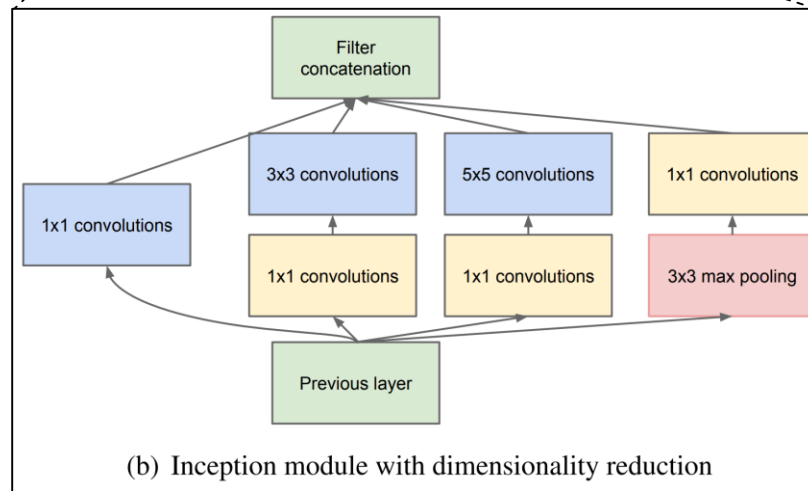 Filter
concatenation
3x3 convolutions
5x5 convolutions
1x1 convolutions
1x1 convolutions
1x1 convolutions
1x1 convolutions
3x3 max pooling
Previous layer
(b) Inception module with dimensionality reduction